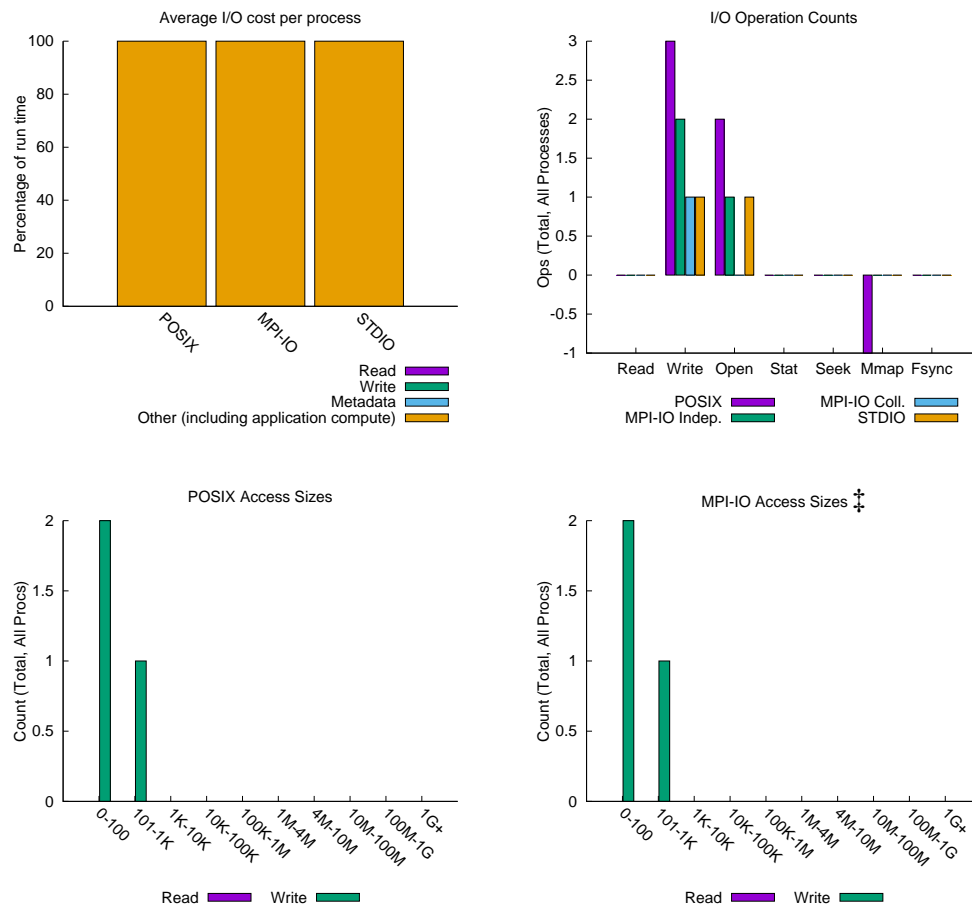 Average I/O cost per process
100
80
60
40
20
0
Percentage of run time
POSIX
MPI-IO
STDIO
Read
Write
Metadata
Other (including application compute)
I/O Operation Counts
3
2.5
2
1.5
1
0.5
0
-0.5
-1
Ops (Total, All Processes)
Read Write Open Stat Seek Mmap Fsync
POSIX MPI-IO Coll.
MPI-IO Indep. STDIO
POSIX Access Sizes
2
1.5
1
0.5
0
Count (Total, All Procs)
0-100
101-1K
1K-10K
10K-100K
100K-1M
1M-4M
4M-10M
10M-100M
100M-1G
1G+
Read Write
MPI-IO Access Sizes ‡
2
1.5
1
0.5
0
Count (Total, All Procs)
0-100
101-1K
1K-10K
10K-100K
100K-1M
1M-4M
4M-10M
10M-100M
100M-1G
1G+
Read Write